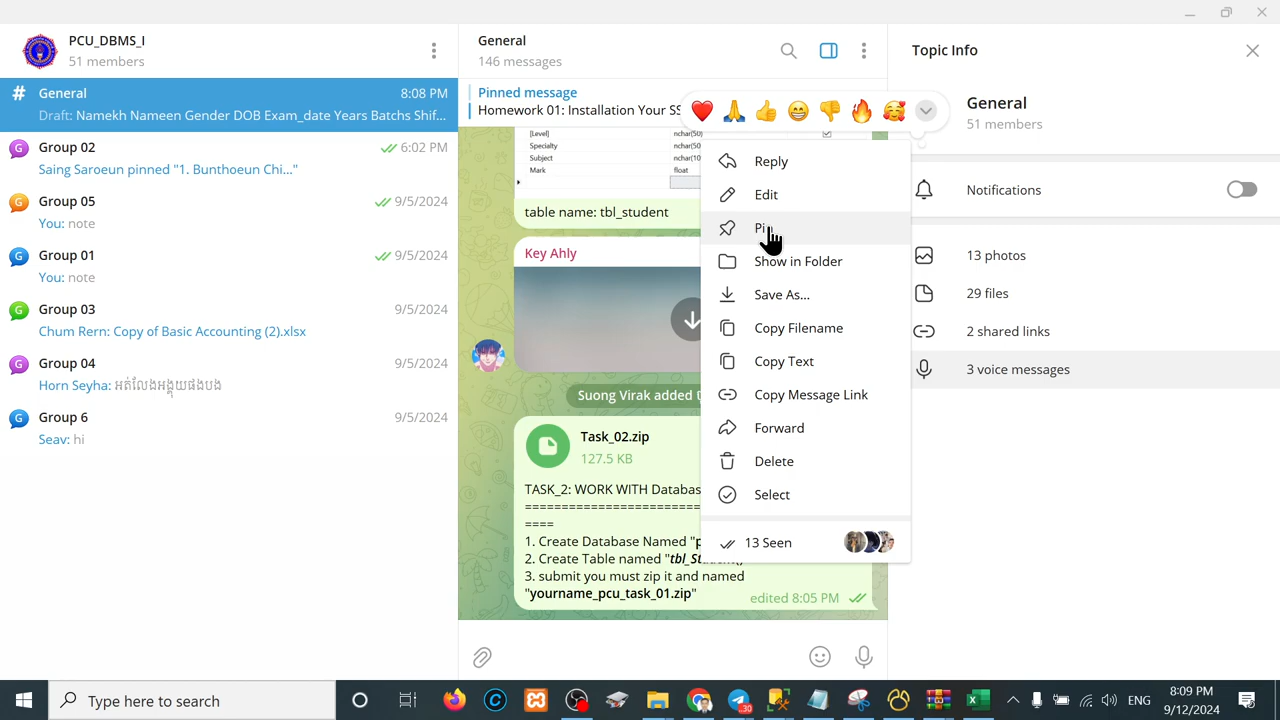 PCU_DBMS_I
51 members
General
8:08 PM
Draft: Namekh Nameen Gender DOB Exam_date Years Batchs Shif...
Group 02
6:02 PM
Saing Saroeun pinned "1. Bunthoeun Chi..."
Group 05
9/5/2024
You: note
Group 01
9/5/2024
You: note
Group 03
9/5/2024
Chum Rern: Copy of Basic Accounting (2).xlsx
Group 04
9/5/2024
Horn Seyha: អត់លែងអង្គុយផងបង
Group 6
9/5/2024
Seav: hi
General
146 messages
Pinned message
Homework 01: Installation Your SS
[Level]
nchar(50)
Specialty
nchar(50)
Subject
nchar(10
Mark
float
table name: tbl_student
Key Ahly
Suong Virak added
Task_02.zip
127.5 KB
TASK_2: WORK WITH Databas
========================
====
1. Create Database Named "p
2. Create Table named "tbl_Student()
3. submit you must zip it and named
"yourname_pcu_task_01.zip"
edited 8:05 PM
Reply
Edit
Show in Folder
Save As...
Copy Filename
Copy Text
Copy Message Link
Forward
Delete
Select
13 Seen
Topic Info
General
51 members
Notifications
13 photos
29 files
2 shared links
3 voice messages
Type here to search
30
ENG
8:09 PM
9/12/2024